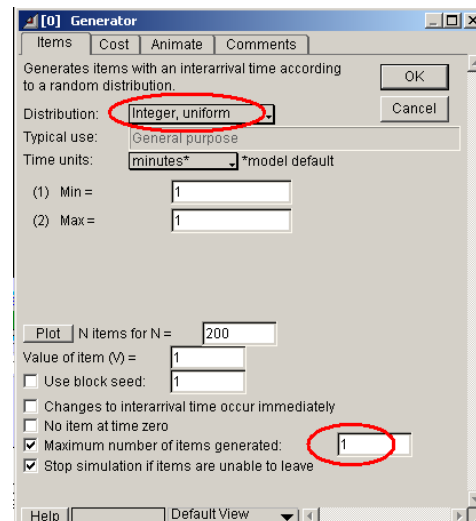 [0] Generator
Items Cost Animate Comments
Generates items with an interarrival time according
to a random distribution.
OK
Cancel
Distribution: Integer, uniform
Typical use: General purpose
Time units: minutes* *model default
(1) Min = 1
(2) Max = 1
Plot N items for N = 200
Value of item (V) = 1
Use block seed: 1
Changes to interarrival time occur immediately
No item at time zero
Maximum number of items generated: 1
Stop simulation if items are unable to leave
Help Default View